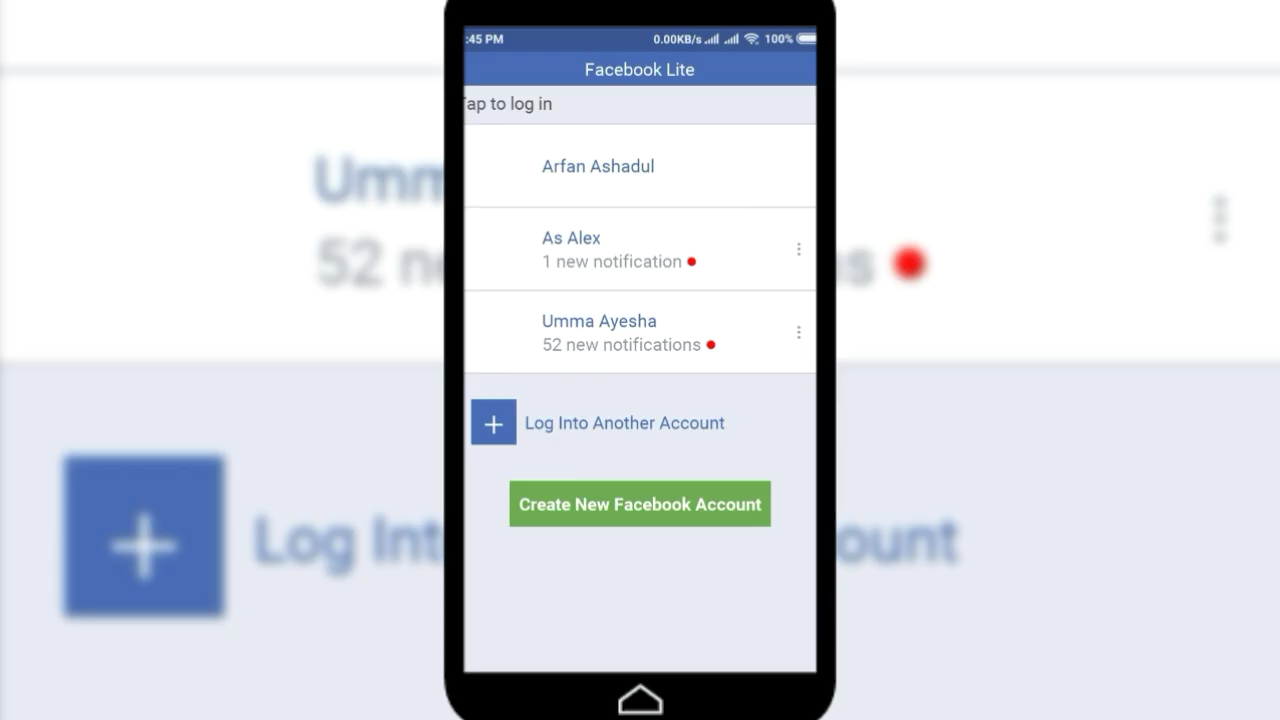 :45 PM 0.00KB/s 100%
Facebook Lite
Tap to log in
Arfan Ashadul
As Alex
1 new notification
Umma Ayesha
52 new notifications
Log Into Another Account
Create New Facebook Account